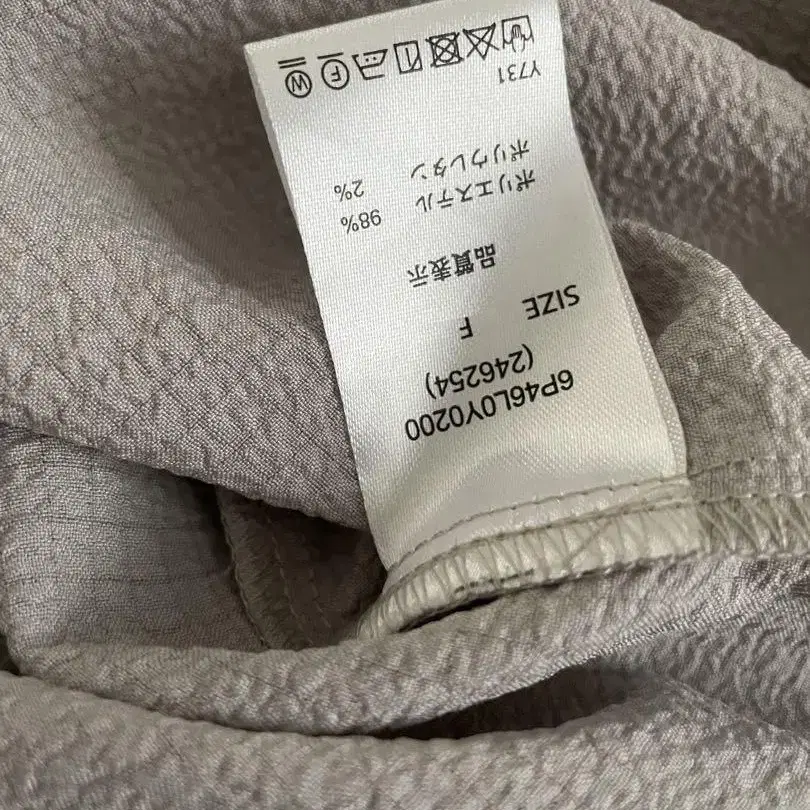 6P46L0Y0200
(246254)
SIZE F
品質表示
ポリエステル 98%
ポリウレタン 2%
Y731
F W